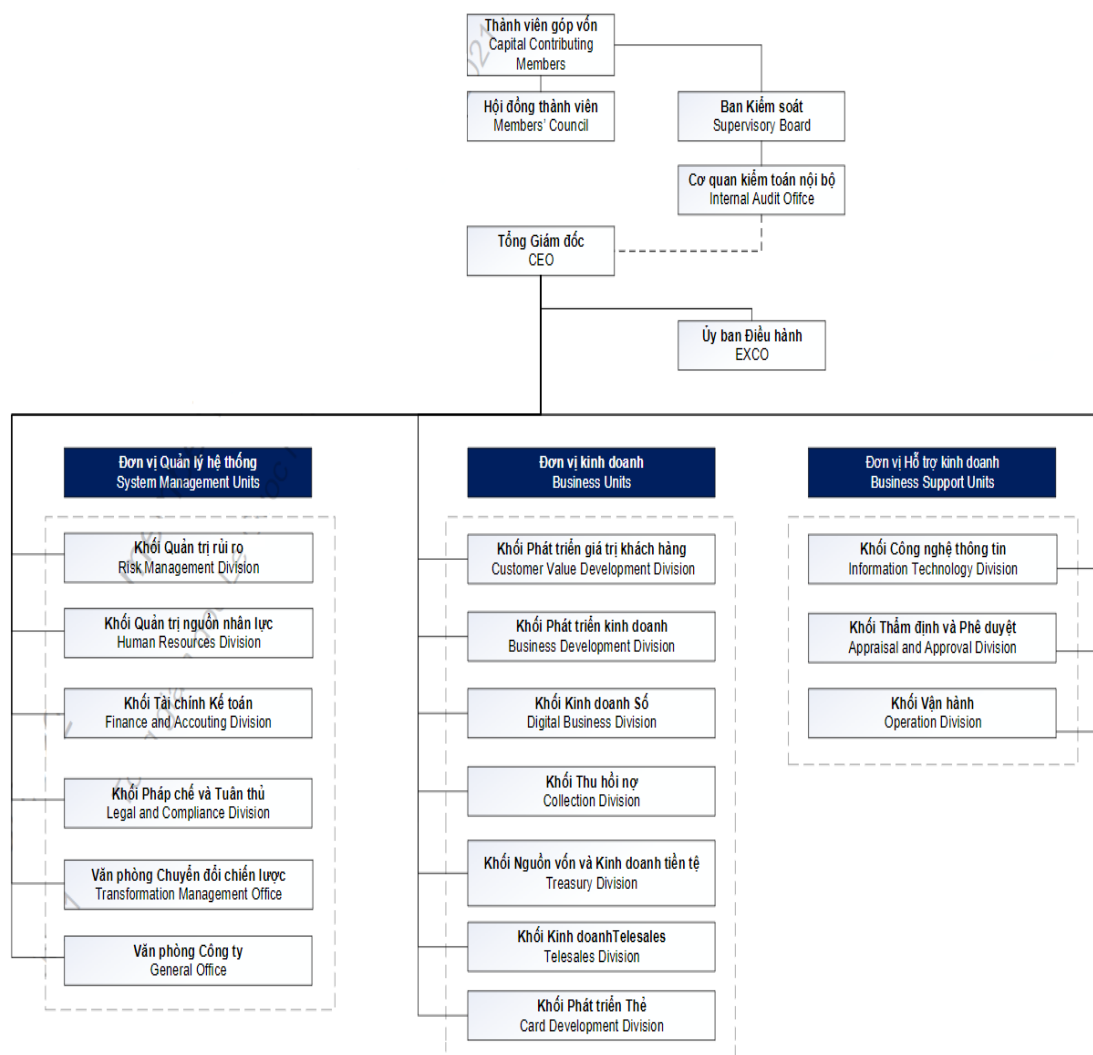 Thành viên góp vốn
Capital Contributing
Members
Hội đồng thành viên
Members' Council
Ban Kiểm soát
Supervisory Board
Cơ quan kiểm toán nội bộ
Internal Audit Ofifce
Tổng Giám đốc
CEO
Ủy ban Điều hành
EXCO
Đơn vị Quản lý hệ thống
System Management Units
Khối Quản trị rủi ro
Risk Management Division
Khối Quản trị nguồn nhân lực
Human Resources Division
Khối Tài chính Kế toán
Finance and Accouting Division
Khối Pháp chế và Tuân thủ
Legal and Compliance Division
Văn phòng Chuyển đổi chiến lược
Transformation Management Office
Văn phòng Công ty
General Office
Đơn vị kinh doanh
Business Units
Khối Phát triển giá trị khách hàng
Customer Value Development Division
Khối Phát triển kinh doanh
Business Development Division
Khối Kinh doanh Số
Digital Business Division
Khối Thu hồi nợ
Collection Division
Khối Nguồn vốn và Kinh doanh tiền tệ
Treasury Division
Khối Kinh doanhTelesales
Telesales Division
Khối Phát triển Thẻ
Card Development Division
Đơn vị Hỗ trợ kinh doanh
Business Support Units
Khối Công nghệ thông tin
Information Technology Division
Khối Thẩm định và Phê duyệt
Appraisal and Approval Division
Khối Vận hành
Operation Division